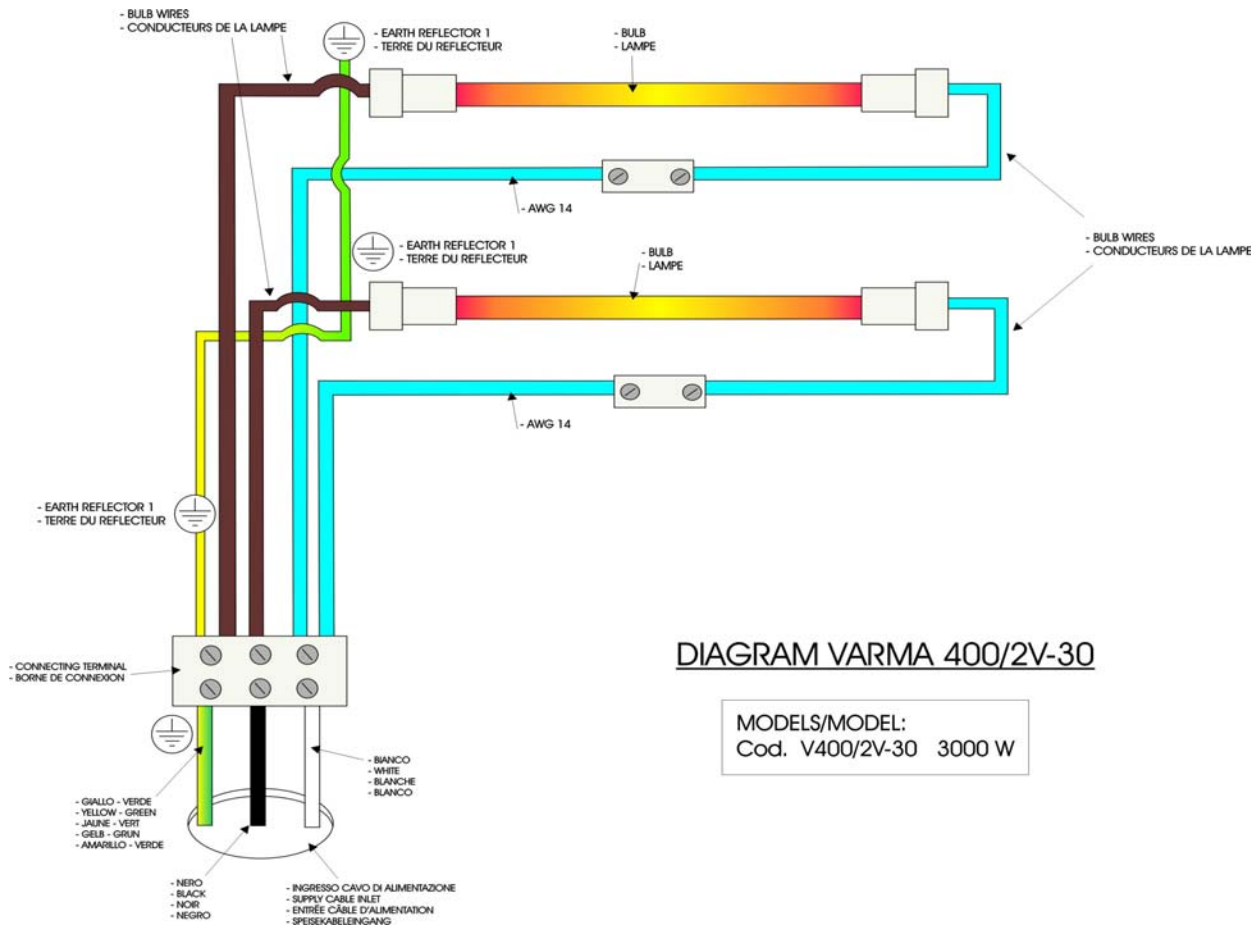 - BULB WIRES
- CONDUCTEURS DE LA LAMPE
- EARTH REFLECTOR 1
- TERRE DU REFLECTEUR
- BULB
- LAMPE
- AWG 14
- EARTH REFLECTOR 1
- TERRE DU REFLECTEUR
- BULB
- LAMPE
- BULB WIRES
- CONDUCTEURS DE LA LAMPE
- AWG 14
- EARTH REFLECTOR 1
- TERRE DU REFLECTEUR
- CONNECTING TERMINAL
- BORNE DE CONNEXION
DIAGRAM VARMA 400/2V-30
MODELS/MODEL:
Cod. V400/2V-30 3000 W
- BIANCO
- WHITE
- BLANCHE
- BLANCO
- GIALLO - VERDE
- YELLOW - GREEN
- JAUNE - VERT
- GELB - GRUN
- AMARILLO - VERDE
- NERO
- BLACK
- NOIR
- NEGRO
- INGRESSO CAVO DI ALIMENTAZIONE
- SUPPLY CABLE INLET
- ENTRÉE CÂBLE D'ALIMENTATION
- SPEISEKABELEINGANG